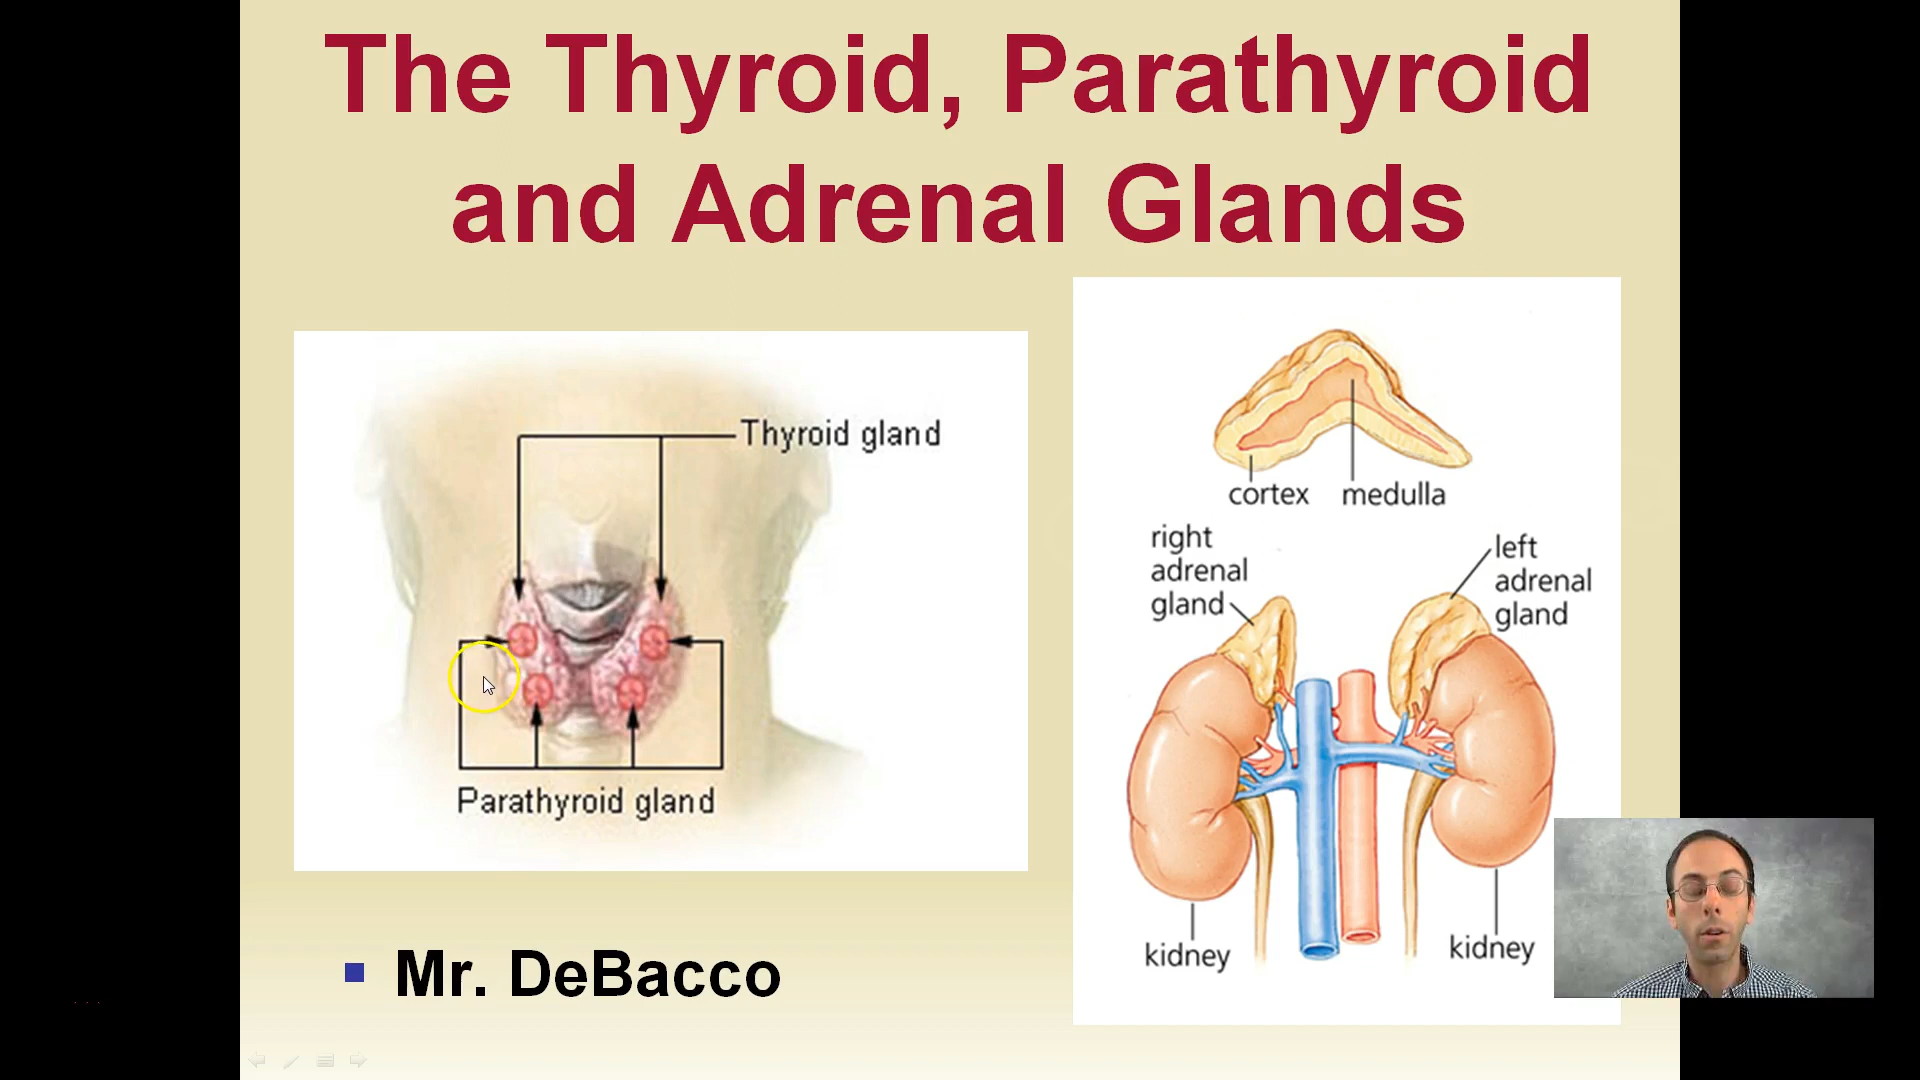 The Thyroid, Parathyroid
and Adrenal Glands
Thyroid gland
Parathyroid gland
cortex medulla
right
adrenal
gland
left
adrenal
gland
kidney
kidney
Mr. DeBacco